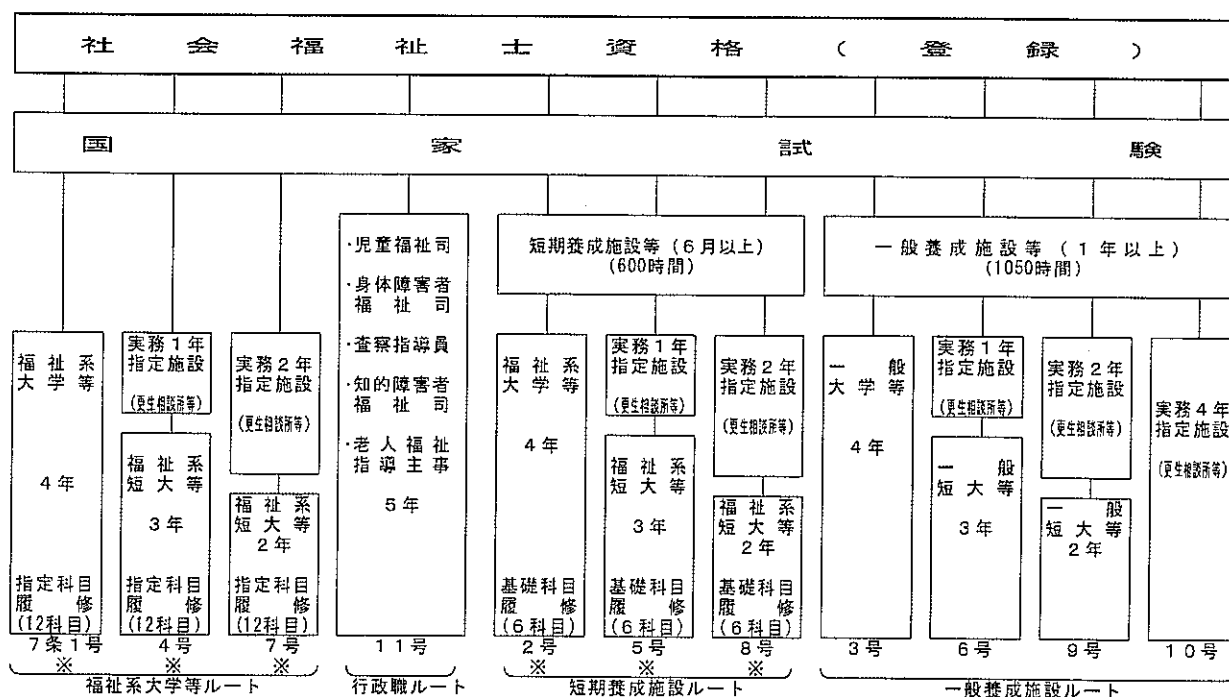 社会福祉士資格(登録)
国家試験
・児童福祉司
・身体障害者
福祉司
・査察指導員
・知的障害者
福祉司
・老人福祉
指導主事
5年
短期養成施設等(6月以上)
(600時間)
一般養成施設等(1年以上)
(1050時間)
福祉系
大学等
4年
指定科目
履修
(12科目)
実務1年
指定施設
(更生相談所等)
福祉系
短大等
3年
指定科目
履修
(12科目)
実務2年
指定施設
(更生相談所等)
福祉系
短大等
2年
指定科目
履修
(12科目)
福祉系
大学等
4年
基礎科目
履修
(6科目)
実務1年
指定施設
(更生相談所等)
福祉系
短大等
3年
基礎科目
履修
(6科目)
実務2年
指定施設
(更生相談所等)
福祉系
短大等
2年
基礎科目
履修
(6科目)
一般
大学等
4年
実務1年
指定施設
(更生相談所等)
一般
短大等
3年
実務2年
指定施設
(更生相談所等)
一般
短大等
2年
実務4年
指定施設
(更生相談所等)
7条1号 4号 7号 11号 2号 5号 8号 3号 6号 9号 10号
※ ※ ※ ※ ※
福祉系大学等ルート 行政職ルート 短期養成施設ルート 一般養成施設ルート